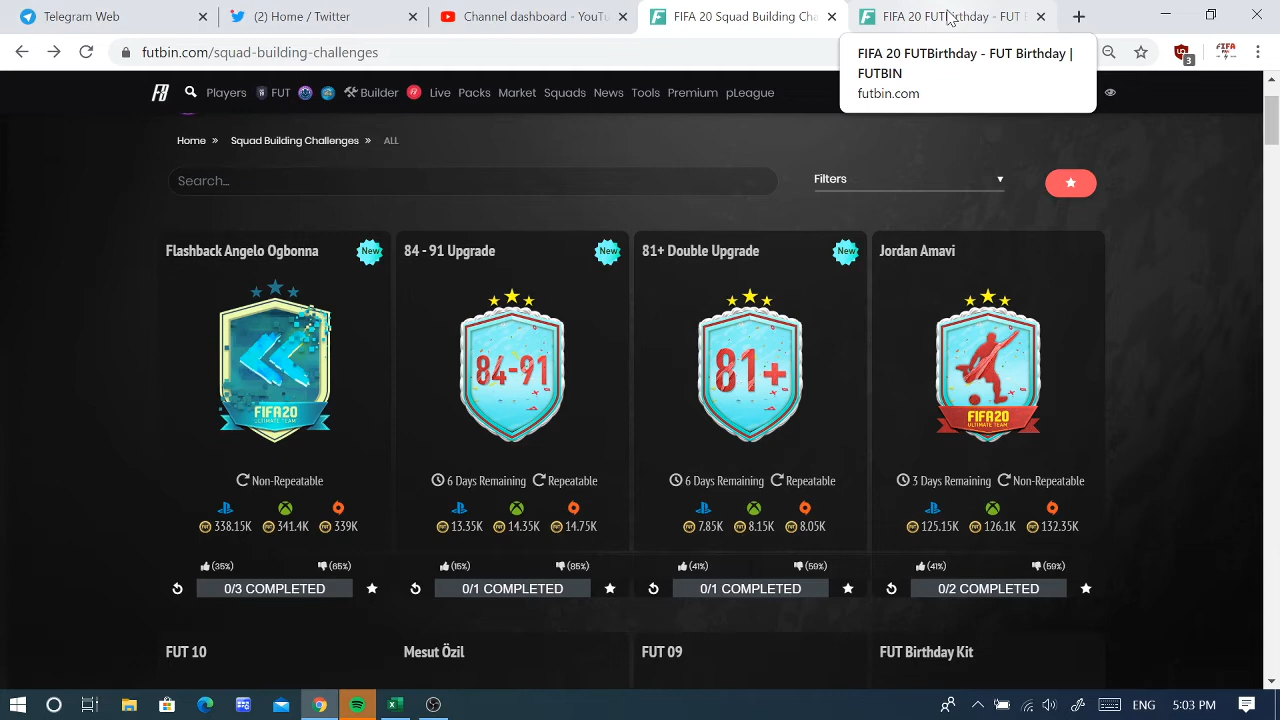 Telegram Web
(2) Home / Twitter
Channel dashboard - YouTu
FIFA 20 Squad Building Cha
FIFA 20 FUTBirthday - FUT B
futbin.com/squad-building-challenges
3
FIFA 20 FUTBirthday - FUT Birthday |
FUTBIN
futbin.com
Players FUT Builder Live Packs Market Squads News Tools Premium pLeague
Home » Squad Building Challenges » ALL
Search...
Filters
Flashback Angelo Ogbonna New
84 - 91 Upgrade New
81+ Double Upgrade New
Jordan Amavi
FIFA20
ULTIMATE TEAM
84-91
81+
FIFA20
ULTIMATE TEAM
Non-Repeatable
6 Days Remaining Repeatable
6 Days Remaining Repeatable
3 Days Remaining Non-Repeatable
338.15K 341.4K 339K
13.35K 14.35K 14.75K
7.85K 8.15K 8.05K
125.15K 126.1K 132.35K
(35%) (65%)
(15%) (85%)
(41%) (59%)
(41%) (59%)
0/3 COMPLETED
0/1 COMPLETED
0/1 COMPLETED
0/2 COMPLETED
FUT 10
Mesut Özil
FUT 09
FUT Birthday Kit
ENG 5:03 PM